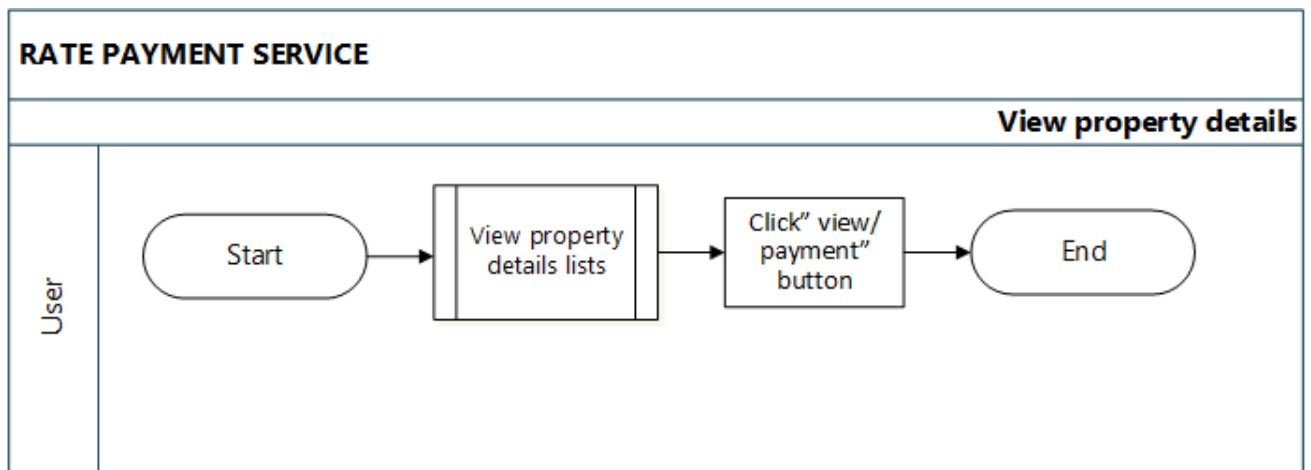 RATE PAYMENT SERVICE
View property details
User
Start
View property
details lists
Click” view/
payment”
button
End